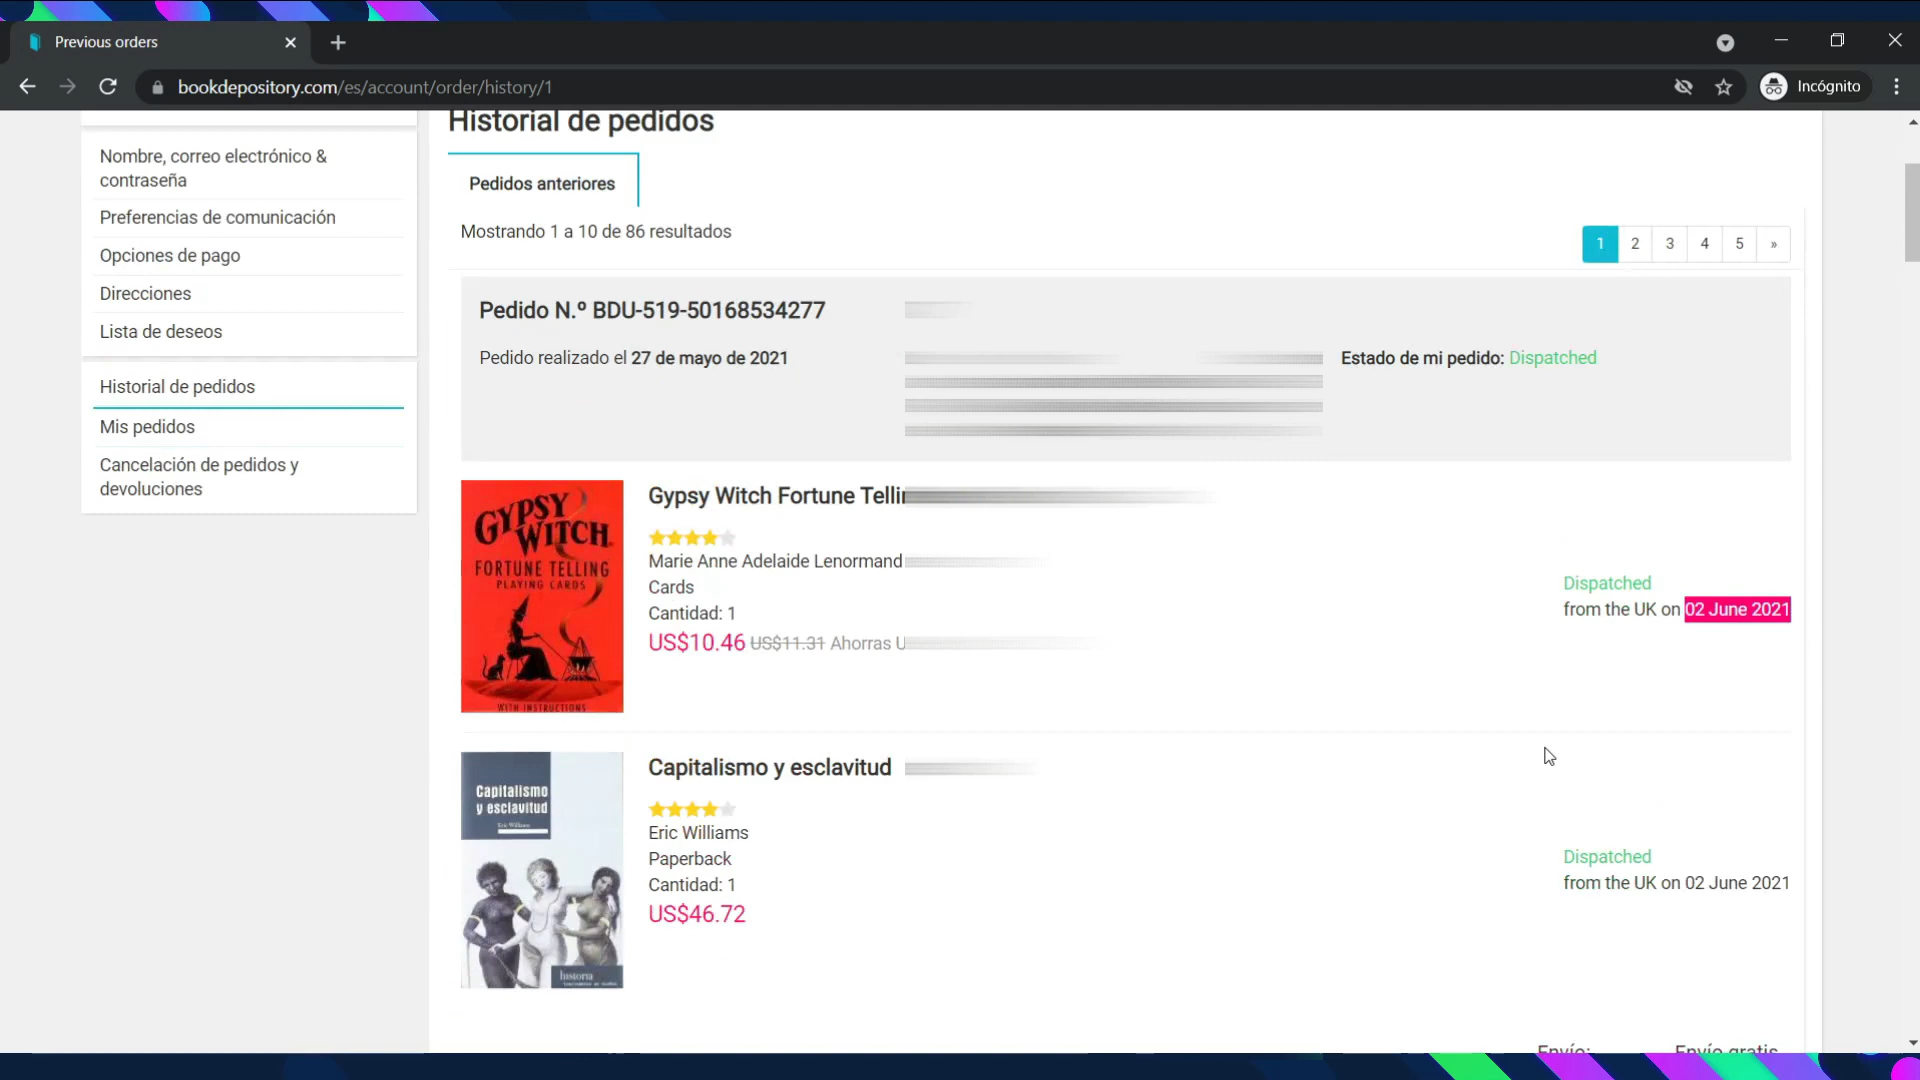 Previous orders
bookdepository.com/es/account/order/history/1
Incógnito
Historial de pedidos
Nombre, correo electrónico &
contraseña
Preferencias de comunicación
Opciones de pago
Direcciones
Lista de deseos
Historial de pedidos
Mis pedidos
Cancelación de pedidos y
devoluciones
Pedidos anteriores
Mostrando 1 a 10 de 86 resultados
1 2 3 4 5 »
Pedido N.º BDU-519-50168534277
Pedido realizado el 27 de mayo de 2021
Estado de mi pedido: Dispatched
GYPSY
WITCH
FORTUNE TELLING
PLAYING CARDS
WITH INSTRUCTIONS
Gypsy Witch Fortune
Marie Anne Adelaide Lenormand
Cards
Cantidad: 1
US$10.46 US$11.31 Ahorras
Dispatched
from the UK on 02 June 2021
Capitalismo
y esclavitud
Eric Williams
historia
Capitalismo y esclavitud
Eric Williams
Paperback
Cantidad: 1
US$46.72
Dispatched
from the UK on 02 June 2021
Envío: Envío gratis